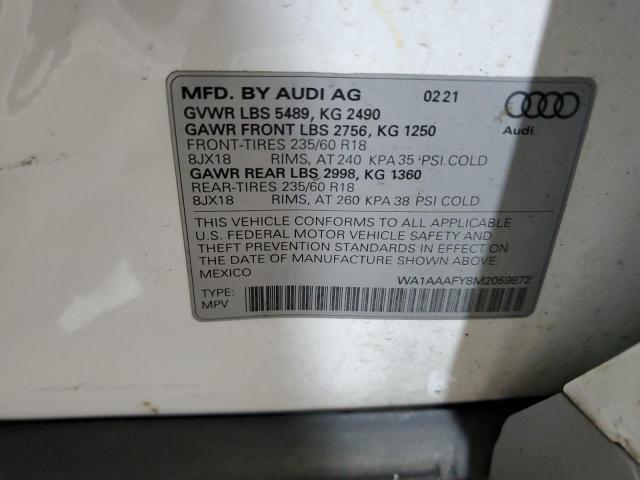 MFD. BY AUDI AG 02 21
GVWR LBS 5489, KG 2490
GAWR FRONT LBS 2756, KG 1250
FRONT-TIRES 235/60 R18
8JX18 RIMS, AT 240 KPA 35 PSI COLD
GAWR REAR LBS 2998, KG 1360
REAR-TIRES 235/60 R18
8JX18 RIMS, AT 260 KPA 38 PSI COLD
Audi
THIS VEHICLE CONFORMS TO ALL APPLICABLE
U.S. FEDERAL MOTOR VEHICLE SAFETY AND
THEFT PREVENTION STANDARDS IN EFFECT ON
THE DATE OF MANUFACTURE SHOWN ABOVE.
MEXICO
WA1AAAFY8M2059872
TYPE:
MPV